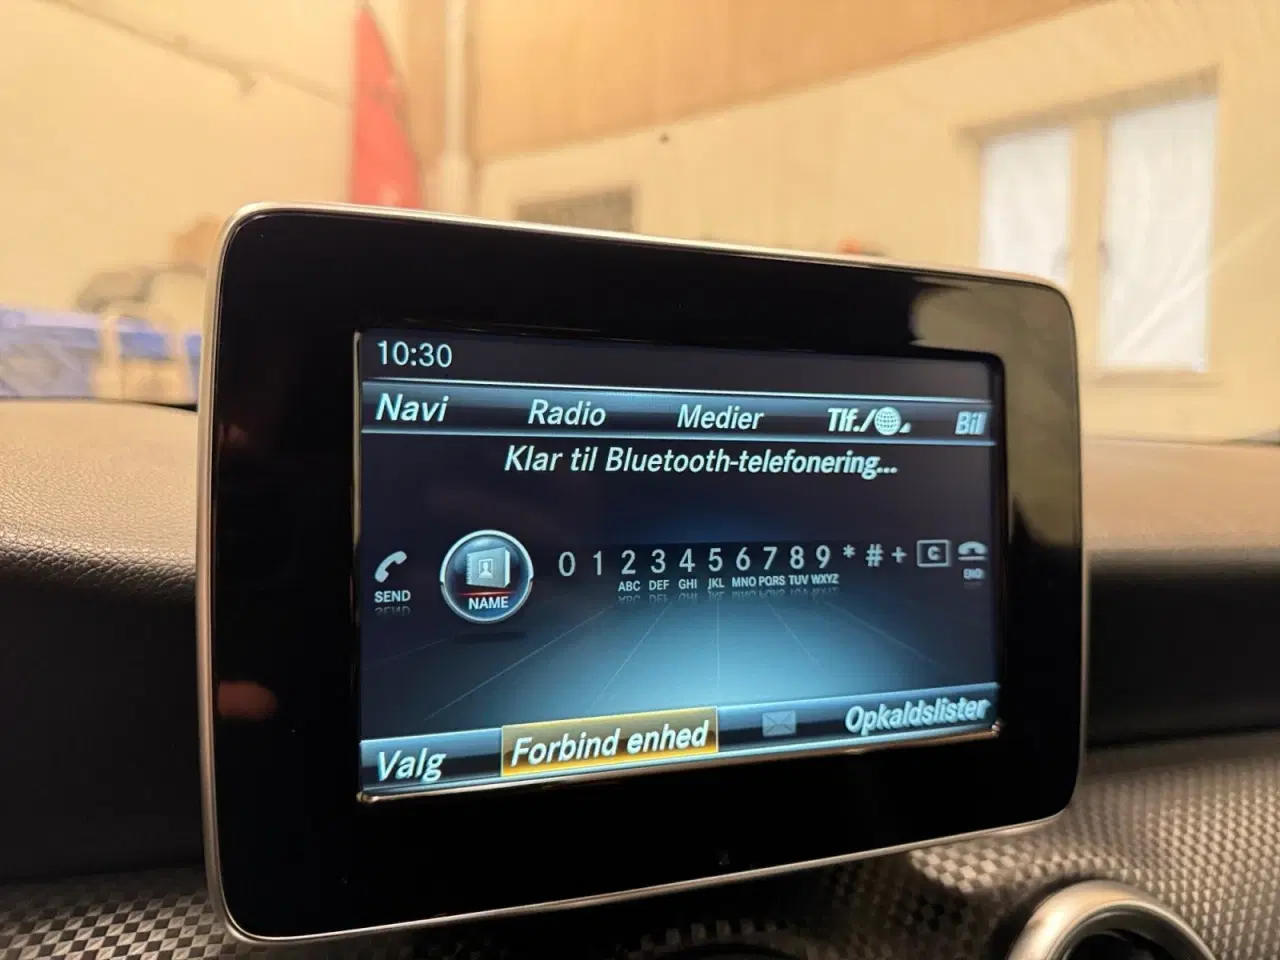 10:30
Navi Radio Medier Tlf./ Bil
Klar til Bluetooth-telefonering...
SEND NAME 0 1 2 3 4 5 6 7 8 9 * # + C END
ABC DEF GHI JKL MNO PQRS TUV WXYZ
Valg Forbind enhed Opkaldslister